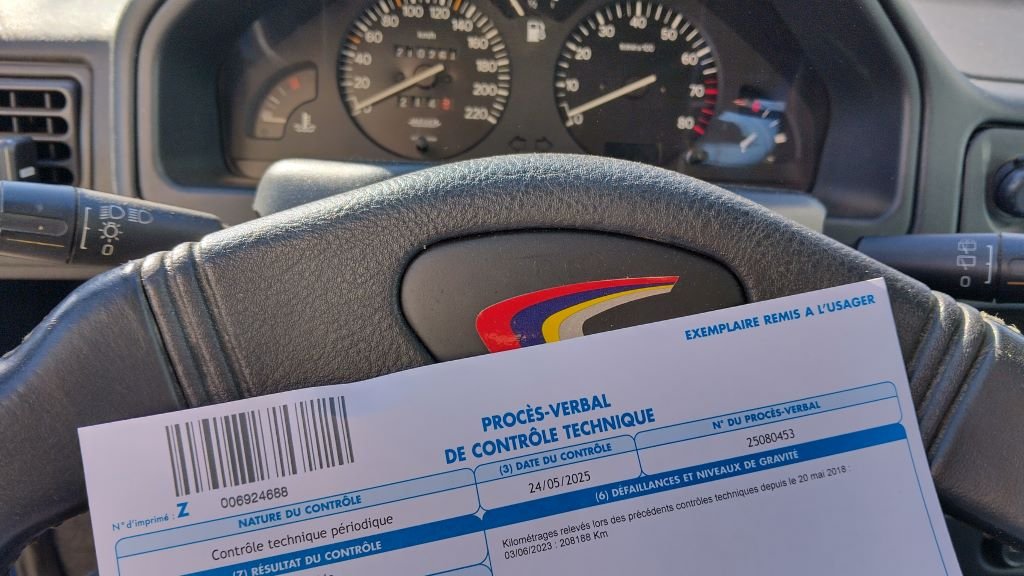 20
40
60
80
100
120
140
160
180
200
220
km/h
10
20
30
40
50
60
70
80
EXEMPLAIRE REMIS A L'USAGER
PROCÈS-VERBAL
DE CONTRÔLE TECHNIQUE
N° d'imprimé : Z 006924688
NATURE DU CONTRÔLE
Contrôle technique périodique
(7) RÉSULTAT DU CONTRÔLE
(3) DATE DU CONTRÔLE
24/05/2025
N° DU PROCÈS-VERBAL
25080453
(6) DÉFAILLANCES ET NIVEAUX DE GRAVITÉ
Kilométrages relevés lors des précédents contrôles techniques depuis le 20 mai 2018 :
03/06/2023 : 208188 Km